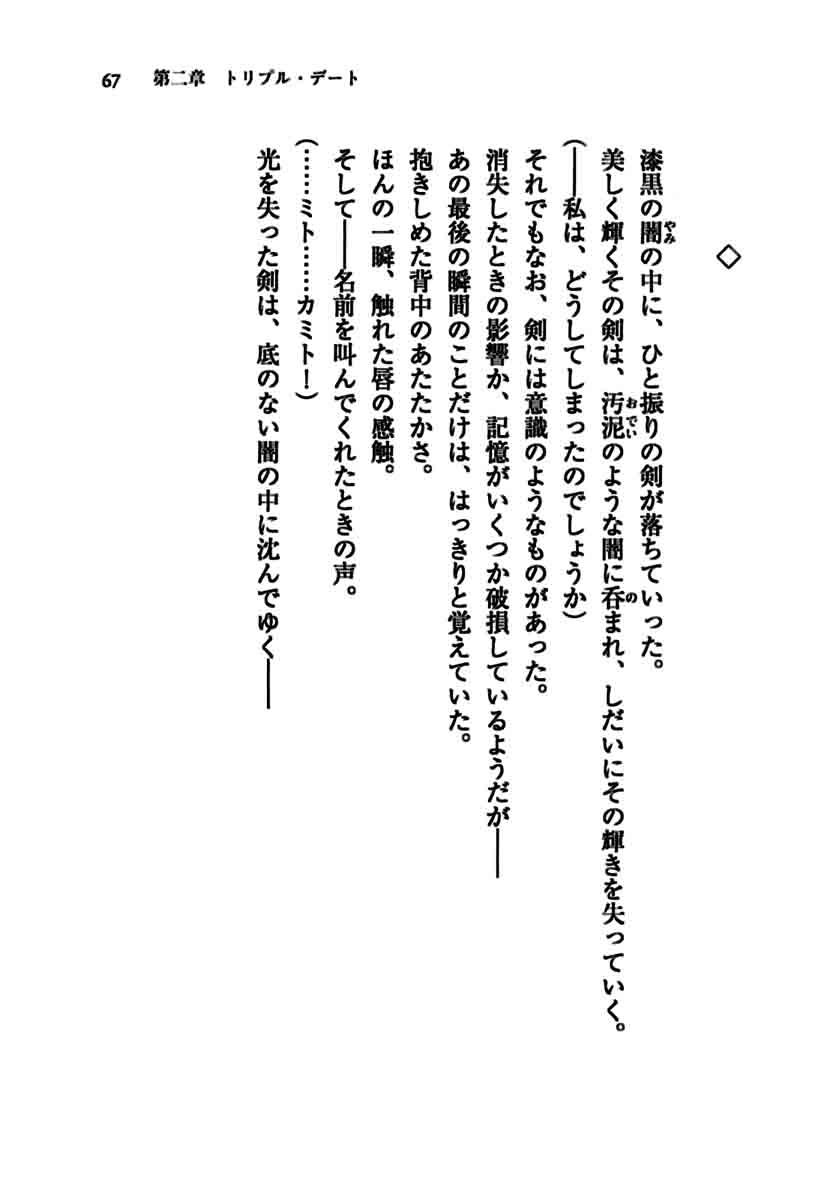 67　第二章　トリプル・デート
◇
漆黒の闇の中に、ひと振りの剣が落ちていった。
美しく輝くその剣は、汚泥のような闇に呑まれ、しだいにその輝きを失っていく。
(――私は、どうしてしまったのでしょうか)
それでもなお、剣には意識のようなものがあった。
消失したときの影響か、記憶がいくつか破損しているようだが――
あの最後の瞬間のことだけは、はっきりと覚えていた。
抱きしめた背中のあたたかさ。
ほんの一瞬、触れた唇の感触。
そして――名前を叫んでくれたときの声。
(……ミト……カミト！)
光を失った剣は、底のない闇の中に沈んでゆく――